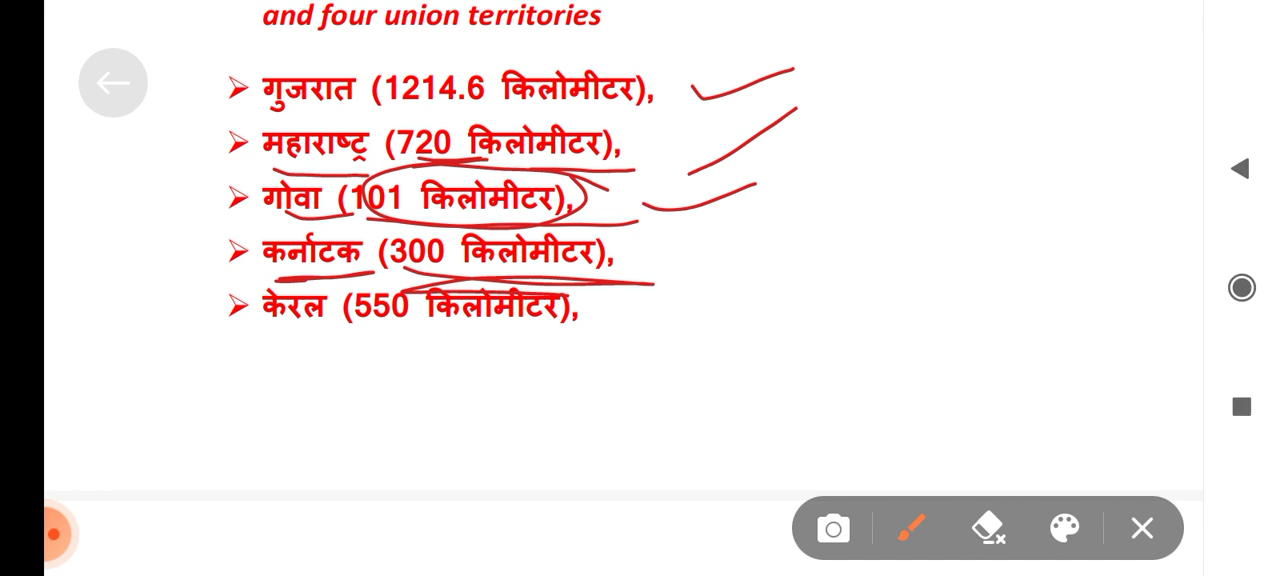 and four union territories
➢ गुजरात (1214.6 किलोमीटर),
➢ महाराष्ट्र (720 किलोमीटर),
➢ गोवा (101 किलोमीटर),
➢ कर्नाटक (300 किलोमीटर),
➢ केरल (550 किलोमीटर),